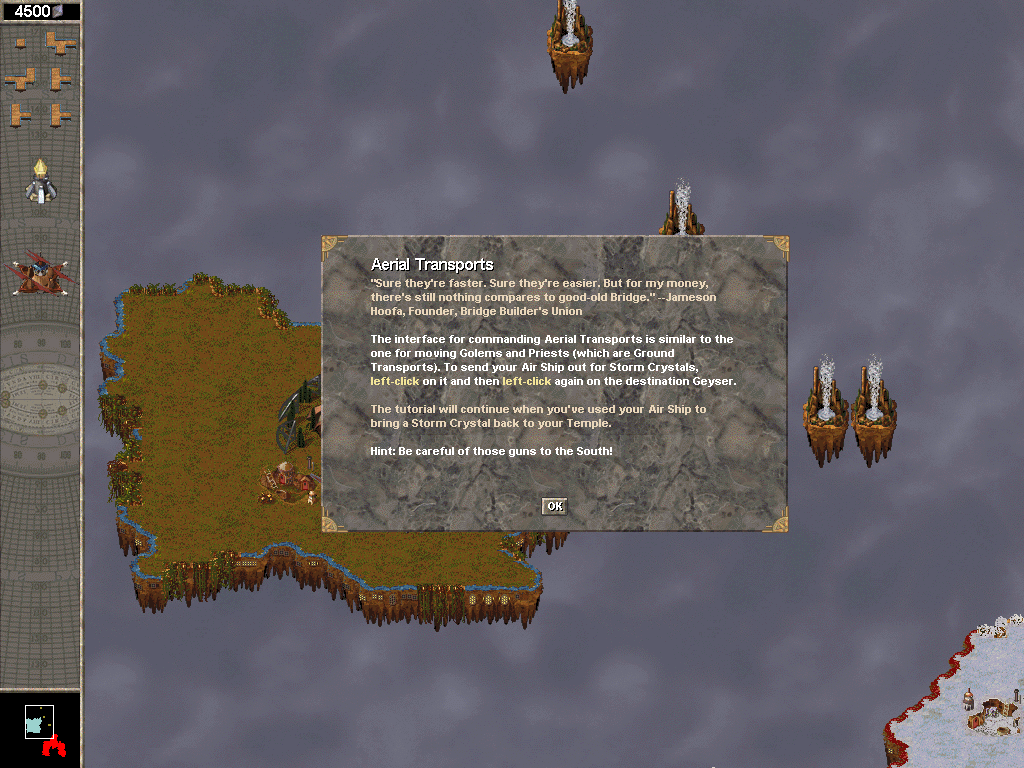 4500
Aerial Transports
"Sure they're faster. Sure they're easier. But for my money,
there's still nothing compares to good-old Bridge." --Jameson
Hoofa, Founder, Bridge Builder's Union
The interface for commanding Aerial Transports is similar to the
one for moving Golems and Priests (which are Ground
Transports). To send your Air Ship out for Storm Crystals,
left-click on it and then left-click again on the destination Geyser.
The tutorial will continue when you've used your Air Ship to
bring a Storm Crystal back to your Temple.
Hint: Be careful of those guns to the South!
OK